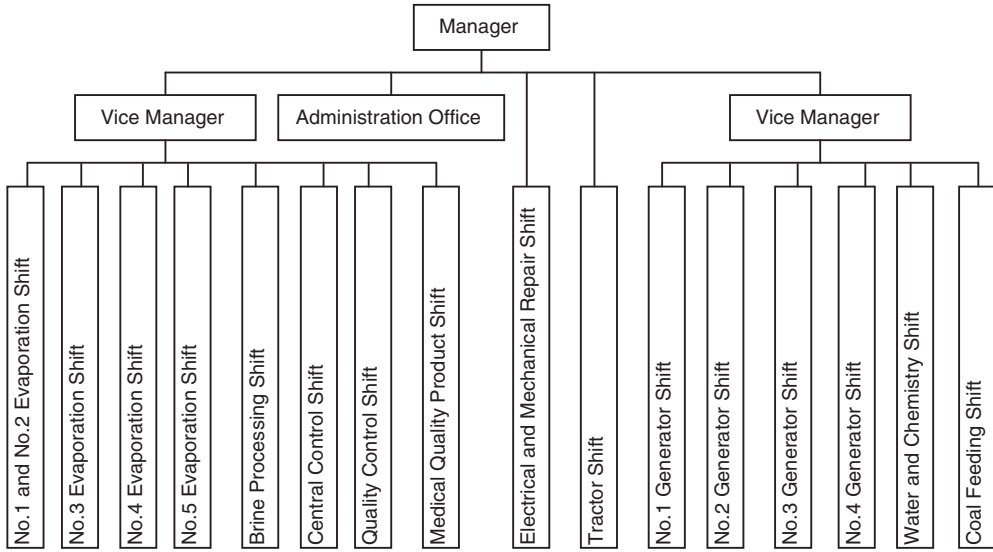 Manager
Vice Manager
Administration Office
Vice Manager
No.1 and No.2 Evaporation Shift
No.3 Evaporation Shift
No.4 Evaporation Shift
No.5 Evaporation Shift
Brine Processing Shift
Central Control Shift
Quality Control Shift
Medical Quality Product Shift
Electrical and Mechanical Repair Shift
Tractor Shift
No.1 Generator Shift
No.2 Generator Shift
No.3 Generator Shift
No.4 Generator Shift
Water and Chemistry Shift
Coal Feeding Shift